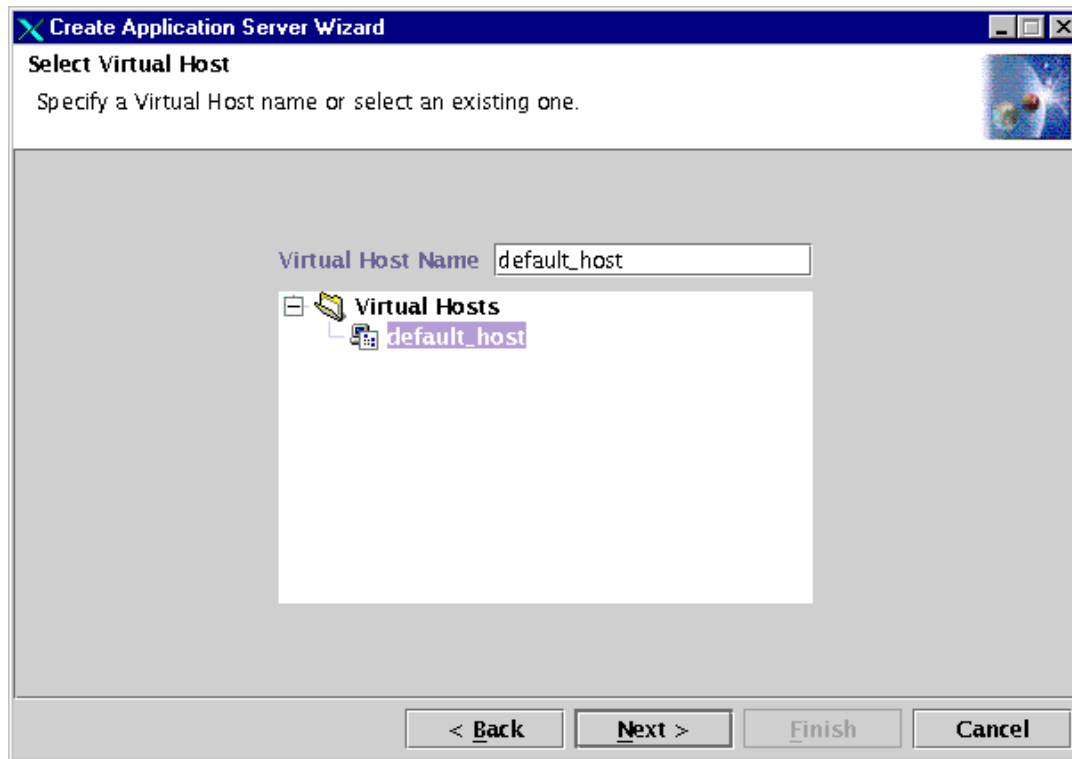 Create Application Server Wizard
Select Virtual Host
Specify a Virtual Host name or select an existing one.
Virtual Host Name default_host
Virtual Hosts
default_host
< Back Next > Finish Cancel